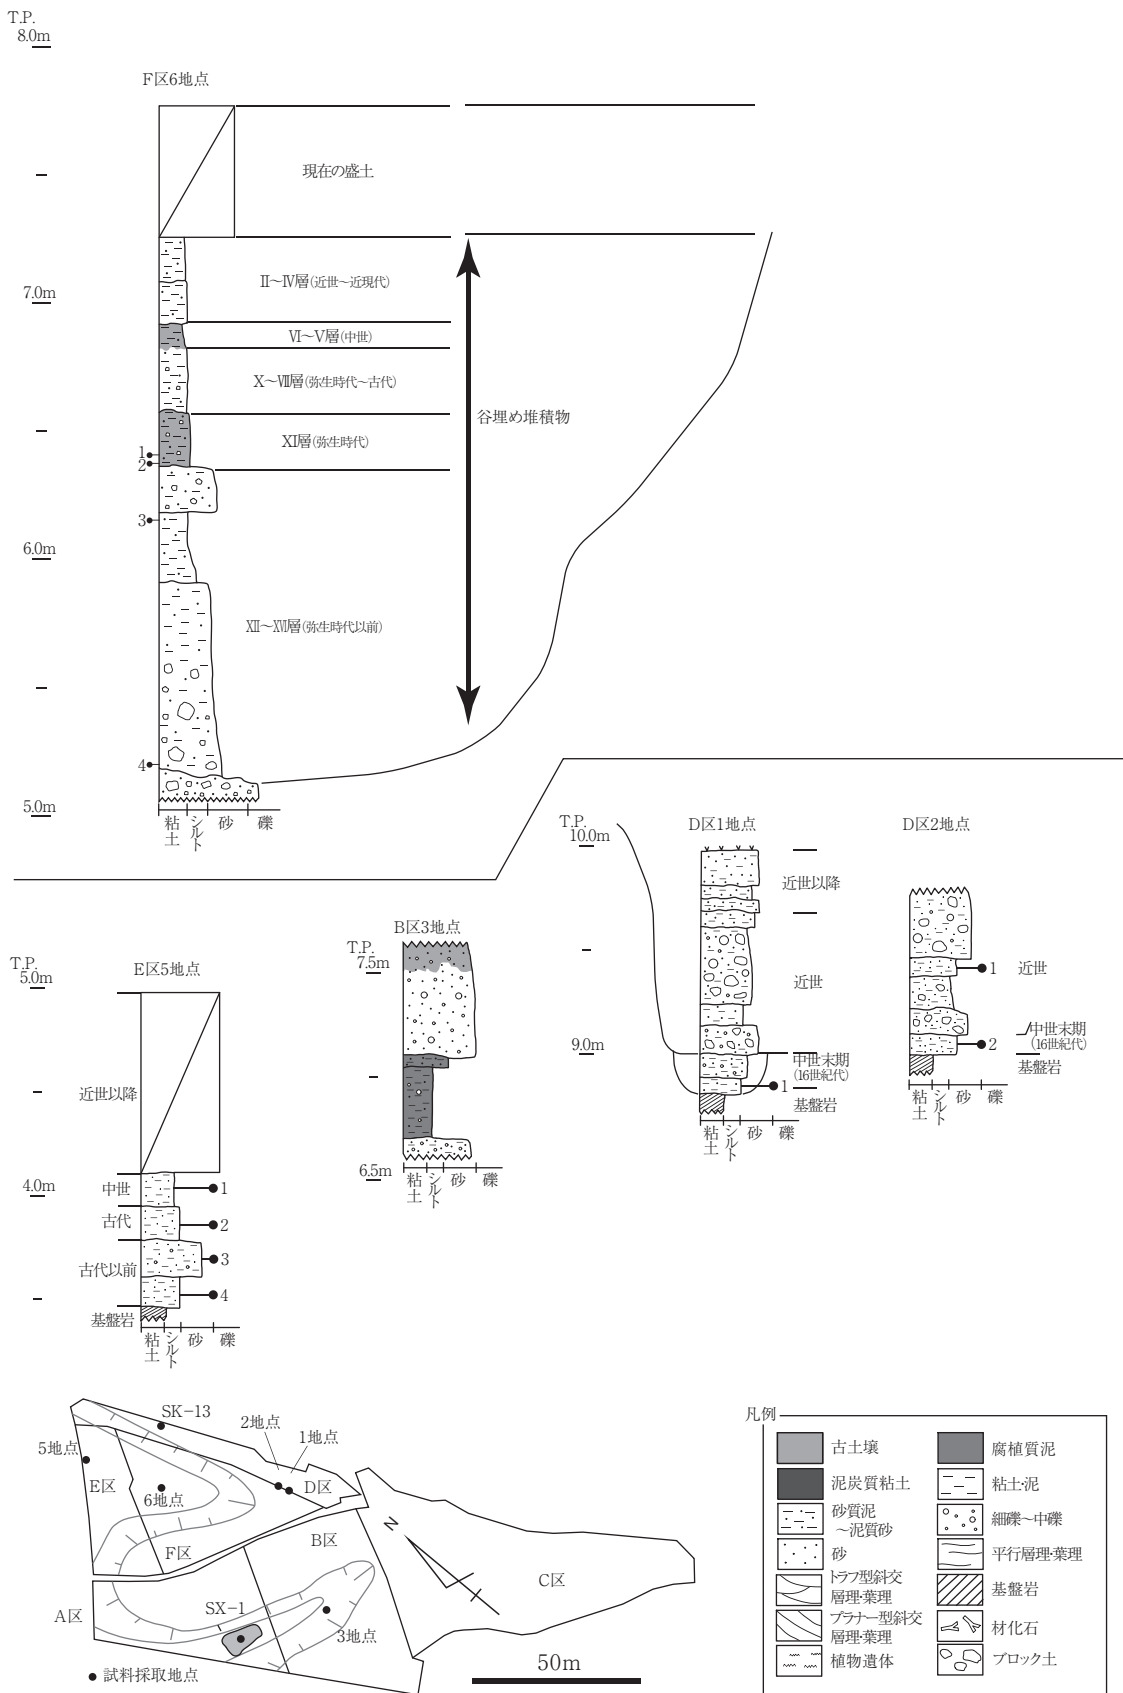 T.P.
8.0m
F区6地点
現在の盛土
Ⅱ～Ⅳ層(近世～近現代)
7.0m
Ⅵ～Ⅴ層(中世)
Ⅹ～Ⅶ層(弥生時代～古代)
谷埋め堆積物
Ⅺ層(弥生時代)
1
2
3
6.0m
Ⅻ～XVI層(弥生時代以前)
4
5.0m
粘土
シルト
砂
礫
T.P.
10.0m
D区1地点
D区2地点
近世以降
近世
9.0m
中世末期
(16世紀代)
1
基盤岩
粘土
シルト
砂
礫
1
近世
中世末期
(16世紀代)
2
基盤岩
粘土
シルト
砂
礫
B区3地点
T.P.
7.5m
6.5m
粘土
シルト
砂
礫
E区5地点
T.P.
5.0m
近世以降
4.0m
中世
1
古代
2
古代以前
3
4
基盤岩
粘土
シルト
砂
礫
SK-13
2地点
1地点
5地点
E区
6地点
D区
F区
B区
N
C区
A区
SX-1
3地点
試料採取地点
50m
凡例
古土壌
腐植質泥
泥炭質粘土
粘土・泥
砂質泥
～泥質砂
細礫～中礫
砂
平行層理・葉理
トラフ型斜交
層理・葉理
基盤岩
プラナー型斜交
層理・葉理
材化石
植物遺体
ブロック土